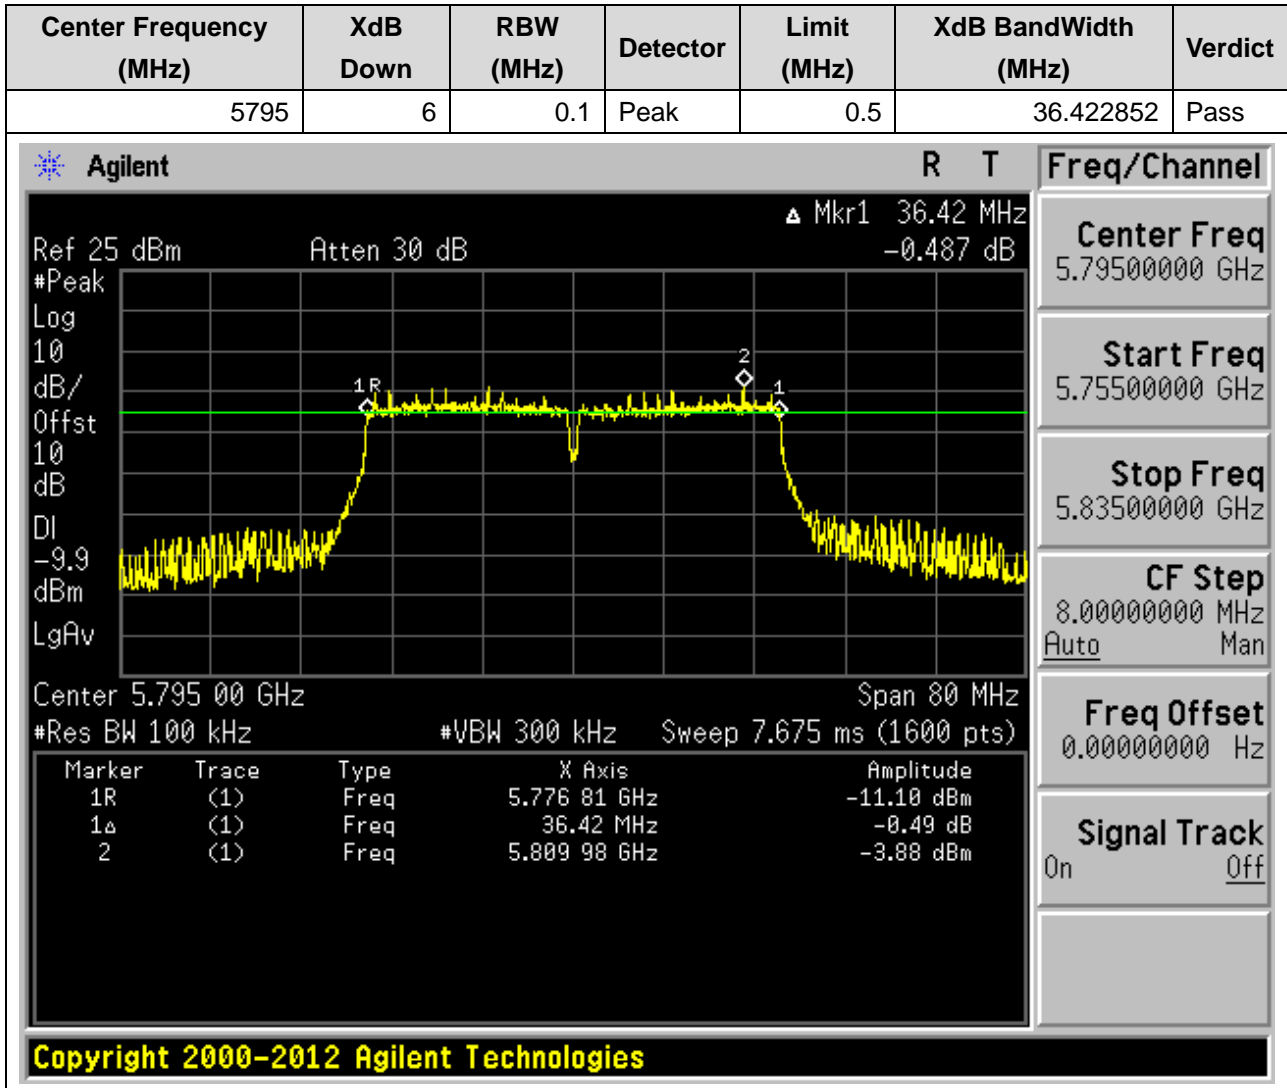 Center Frequency (MHz) XdB Down RBW (MHz) Detector Limit (MHz) XdB BandWidth (MHz) Verdict
5795 6 0.1 Peak 0.5 36.422852 Pass
Agilent R T
Δ Mkr1 36.42 MHz
Ref 25 dBm Atten 30 dB -0.487 dB
#Peak
Log
10
dB/
Offst
10
dB
DI
-9.9
dBm
LgAv
1R
2
1
Center 5.795 00 GHz Span 80 MHz
#Res BW 100 kHz #VBW 300 kHz Sweep 7.675 ms (1600 pts)
Marker Trace Type X Axis Amplitude
1R (1) Freq 5.776 81 GHz -11.10 dBm
1Δ (1) Freq 36.42 MHz -0.49 dB
2 (1) Freq 5.809 98 GHz -3.88 dBm
Freq/Channel
Center Freq
5.79500000 GHz
Start Freq
5.75500000 GHz
Stop Freq
5.83500000 GHz
CF Step
8.00000000 MHz
Auto Man
Freq Offset
0.00000000 Hz
Signal Track
On Off
Copyright 2000-2012 Agilent Technologies